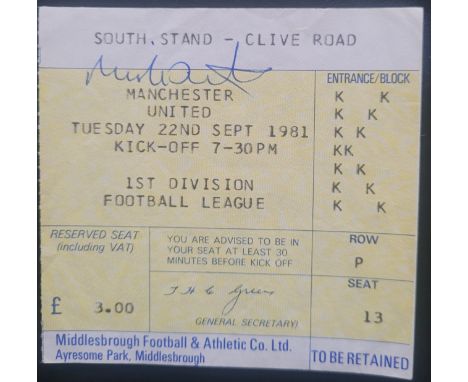 SOUTH. STAND - CLIVE ROAD
MANCHESTER
UNITED
TUESDAY 22ND SEPT 1981
KICK-OFF 7-30PM
1ST DIVISION
FOOTBALL LEAGUE
ENTRANCE/BLOCK
K K
K K
K K
KK
K K
K K
K K
RESERVED SEAT
(including VAT)
£ 3.00
YOU ARE ADVISED TO BE IN
YOUR SEAT AT LEAST 30
MINUTES BEFORE KICK OFF
GENERAL SECRETARY)
ROW
P
SEAT
13
Middlesbrough Football & Athletic Co. Ltd.
Ayresome Park, Middlesbrough
TO BE RETAINED